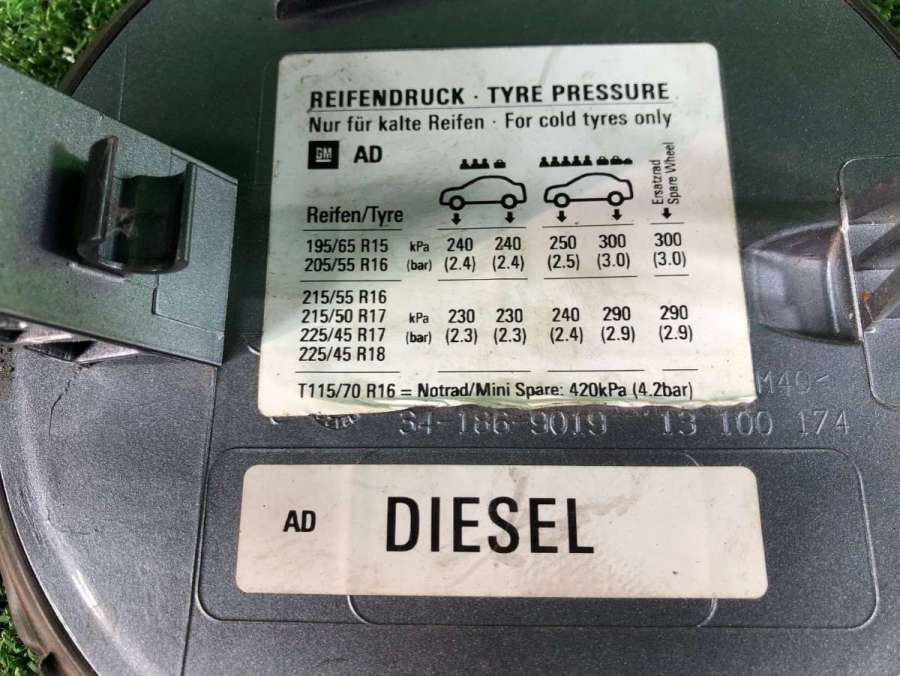 REIFENDRUCK · TYRE PRESSURE
Nur für kalte Reifen · For cold tyres only
GM AD
Ersatzrad
Spare Wheel
Reifen/Tyre
195/65 R15 kPa 240 240 250 300 300
205/55 R16 (bar) (2.4) (2.4) (2.5) (3.0) (3.0)
215/55 R16
215/50 R17 kPa 230 230 240 290 290
225/45 R17 (bar) (2.3) (2.3) (2.4) (2.9) (2.9)
225/45 R18
T115/70 R16 = Notrad/Mini Spare: 420kPa (4.2bar)
M40<
54-186-9019 13 100 174
AD DIESEL